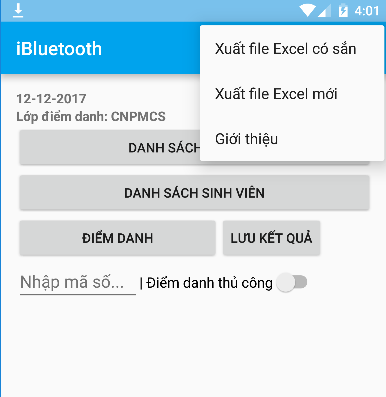 4:01
iBluetooth
Xuất file Excel có sẵn
Xuất file Excel mới
Giới thiệu
12-12-2017
Lớp điểm danh: CNPMCS
DANH SÁCH
DANH SÁCH SINH VIÊN
ĐIỂM DANH
LƯU KẾT QUẢ
Nhập mã số... | Điểm danh thủ công